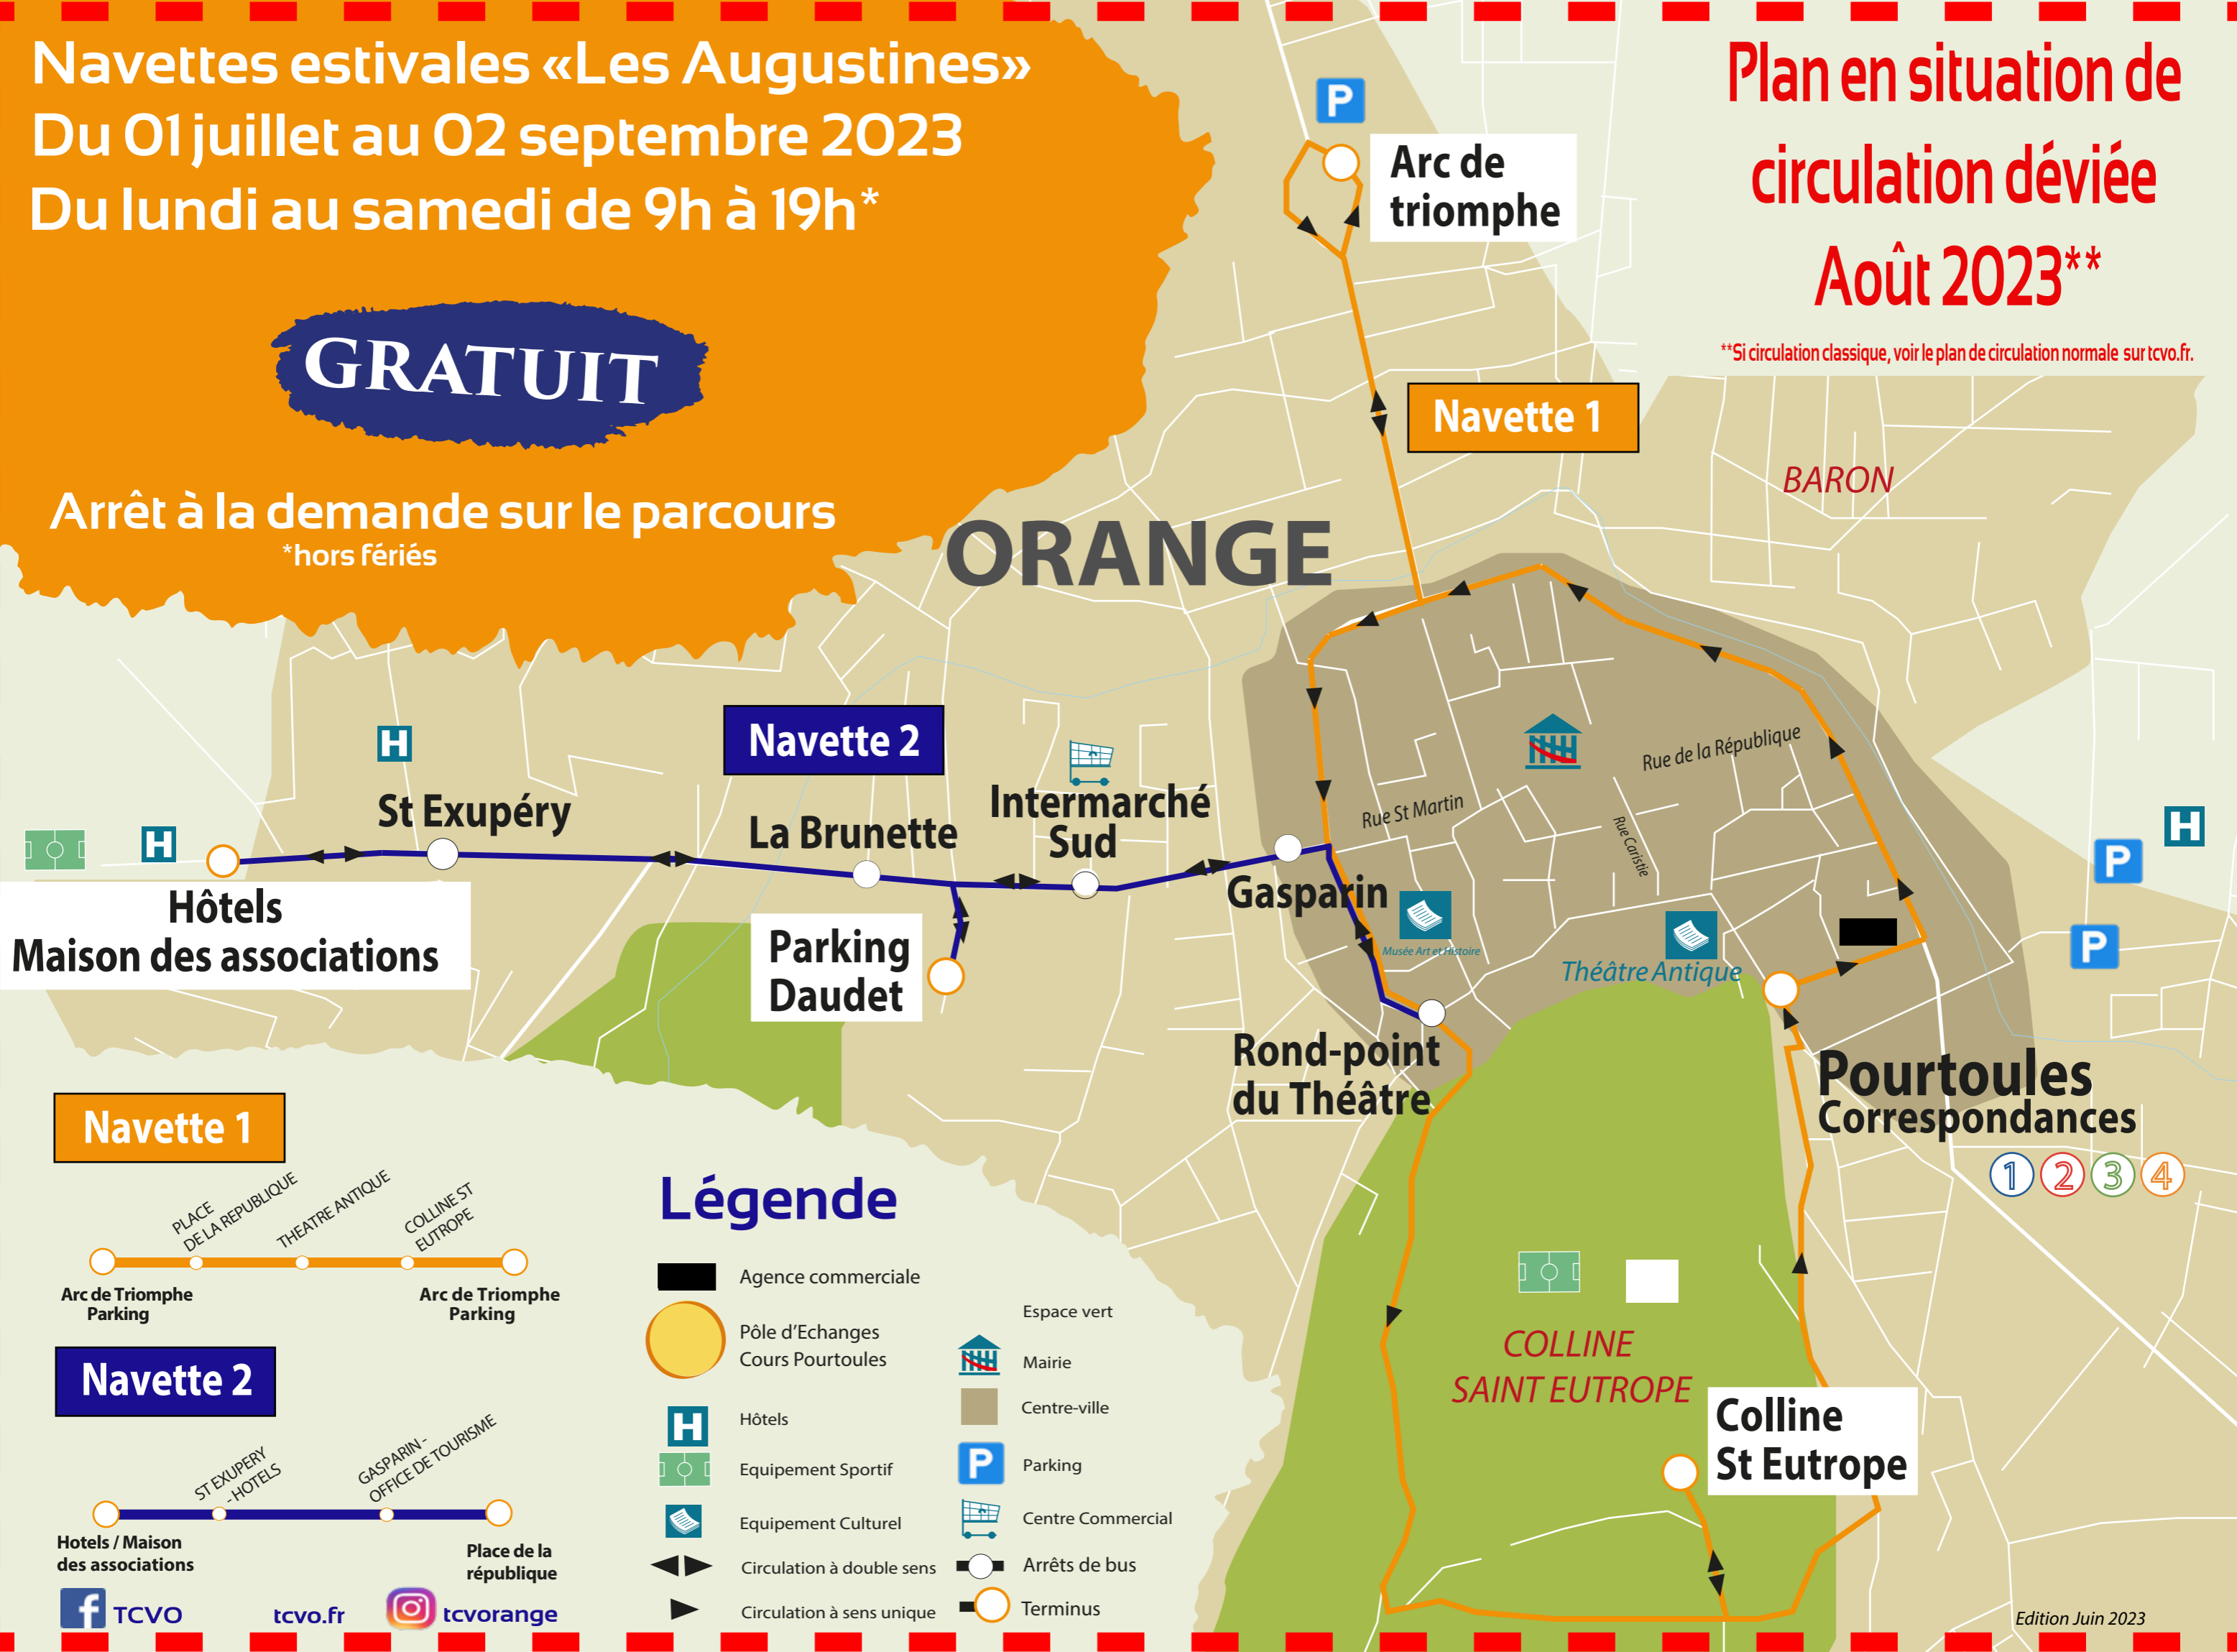 Navettes estivales «Les Augustines»
Du 01 juillet au 02 septembre 2023
Du lundi au samedi de 9h à 19h*
GRATUIT
Arrêt à la demande sur le parcours
*hors fériés
Plan en situation de
circulation déviée
Août 2023**
**Si circulation classique, voir le plan de circulation normale sur tcvo.fr.
P
Arc de
triomphe
Navette 1
BARON
ORANGE
Navette 2
H
St Exupéry
H
Hôtels
Maison des associations
La Brunette
Intermarché
Sud
Parking
Daudet
Gasparin
Rue St Martin
Rue de la République
Rue Caristie
Musée Art et Histoire
Théâtre Antique
H
P
P
Rond-point
du Théâtre
Pourtoules
Correspondances
1 2 3 4
COLLINE
SAINT EUTROPE
Colline
St Eutrope
Navette 1
PLACE
DE LA REPUBLIQUE
THEATRE ANTIQUE
COLLINE ST
EUTROPE
Arc de Triomphe
Parking
Arc de Triomphe
Parking
Navette 2
ST EXUPERY
- HOTELS
GASPARIN -
OFFICE DE TOURISME
Hotels / Maison
des associations
Place de la
république
f TCVO
tcvo.fr
tcvorange
Légende
Agence commerciale
Pôle d'Echanges
Cours Pourtoules
H Hôtels
Equipement Sportif
Equipement Culturel
Circulation à double sens
Circulation à sens unique
Espace vert
Mairie
Centre-ville
P Parking
Centre Commercial
Arrêts de bus
Terminus
Edition Juin 2023